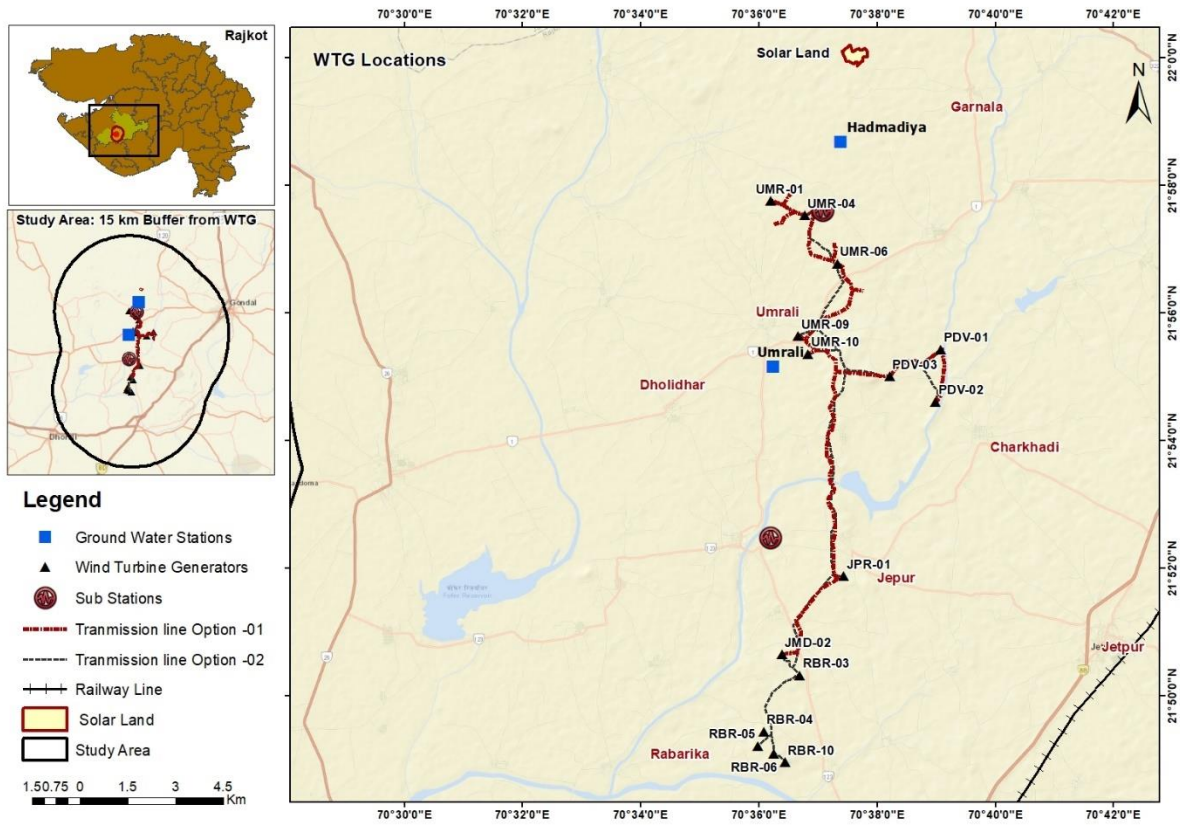 Rajkot
Study Area: 15 km Buffer from WTG
Gondal
Legend
Ground Water Stations
Wind Turbine Generators
Sub Stations
Tranmission line Option -01
Tranmission line Option -02
Railway Line
Solar Land
Study Area
1.50.75 0 1.5 3 4.5
Km
70°30'0"E 70°32'0"E 70°34'0"E 70°36'0"E 70°38'0"E 70°40'0"E 70°42'0"E
WTG Locations
Solar Land
N
22°0'0"N
Garnala
Hadmadiya
21°58'0"N
UMR-01
UMR-04
UMR-06
21°56'0"N
Umrali
UMR-09
UMR-10
Umrali
PDV-01
PDV-03
PDV-02
Dholidhar
21°54'0"N
Charkhadi
21°52'0"N
JPR-01
Jepur
JMD-02
RBR-03
Jetpur
21°50'0"N
RBR-04
RBR-05
Rabarika
RBR-10
RBR-06
70°30'0"E 70°32'0"E 70°34'0"E 70°36'0"E 70°38'0"E 70°40'0"E 70°42'0"E